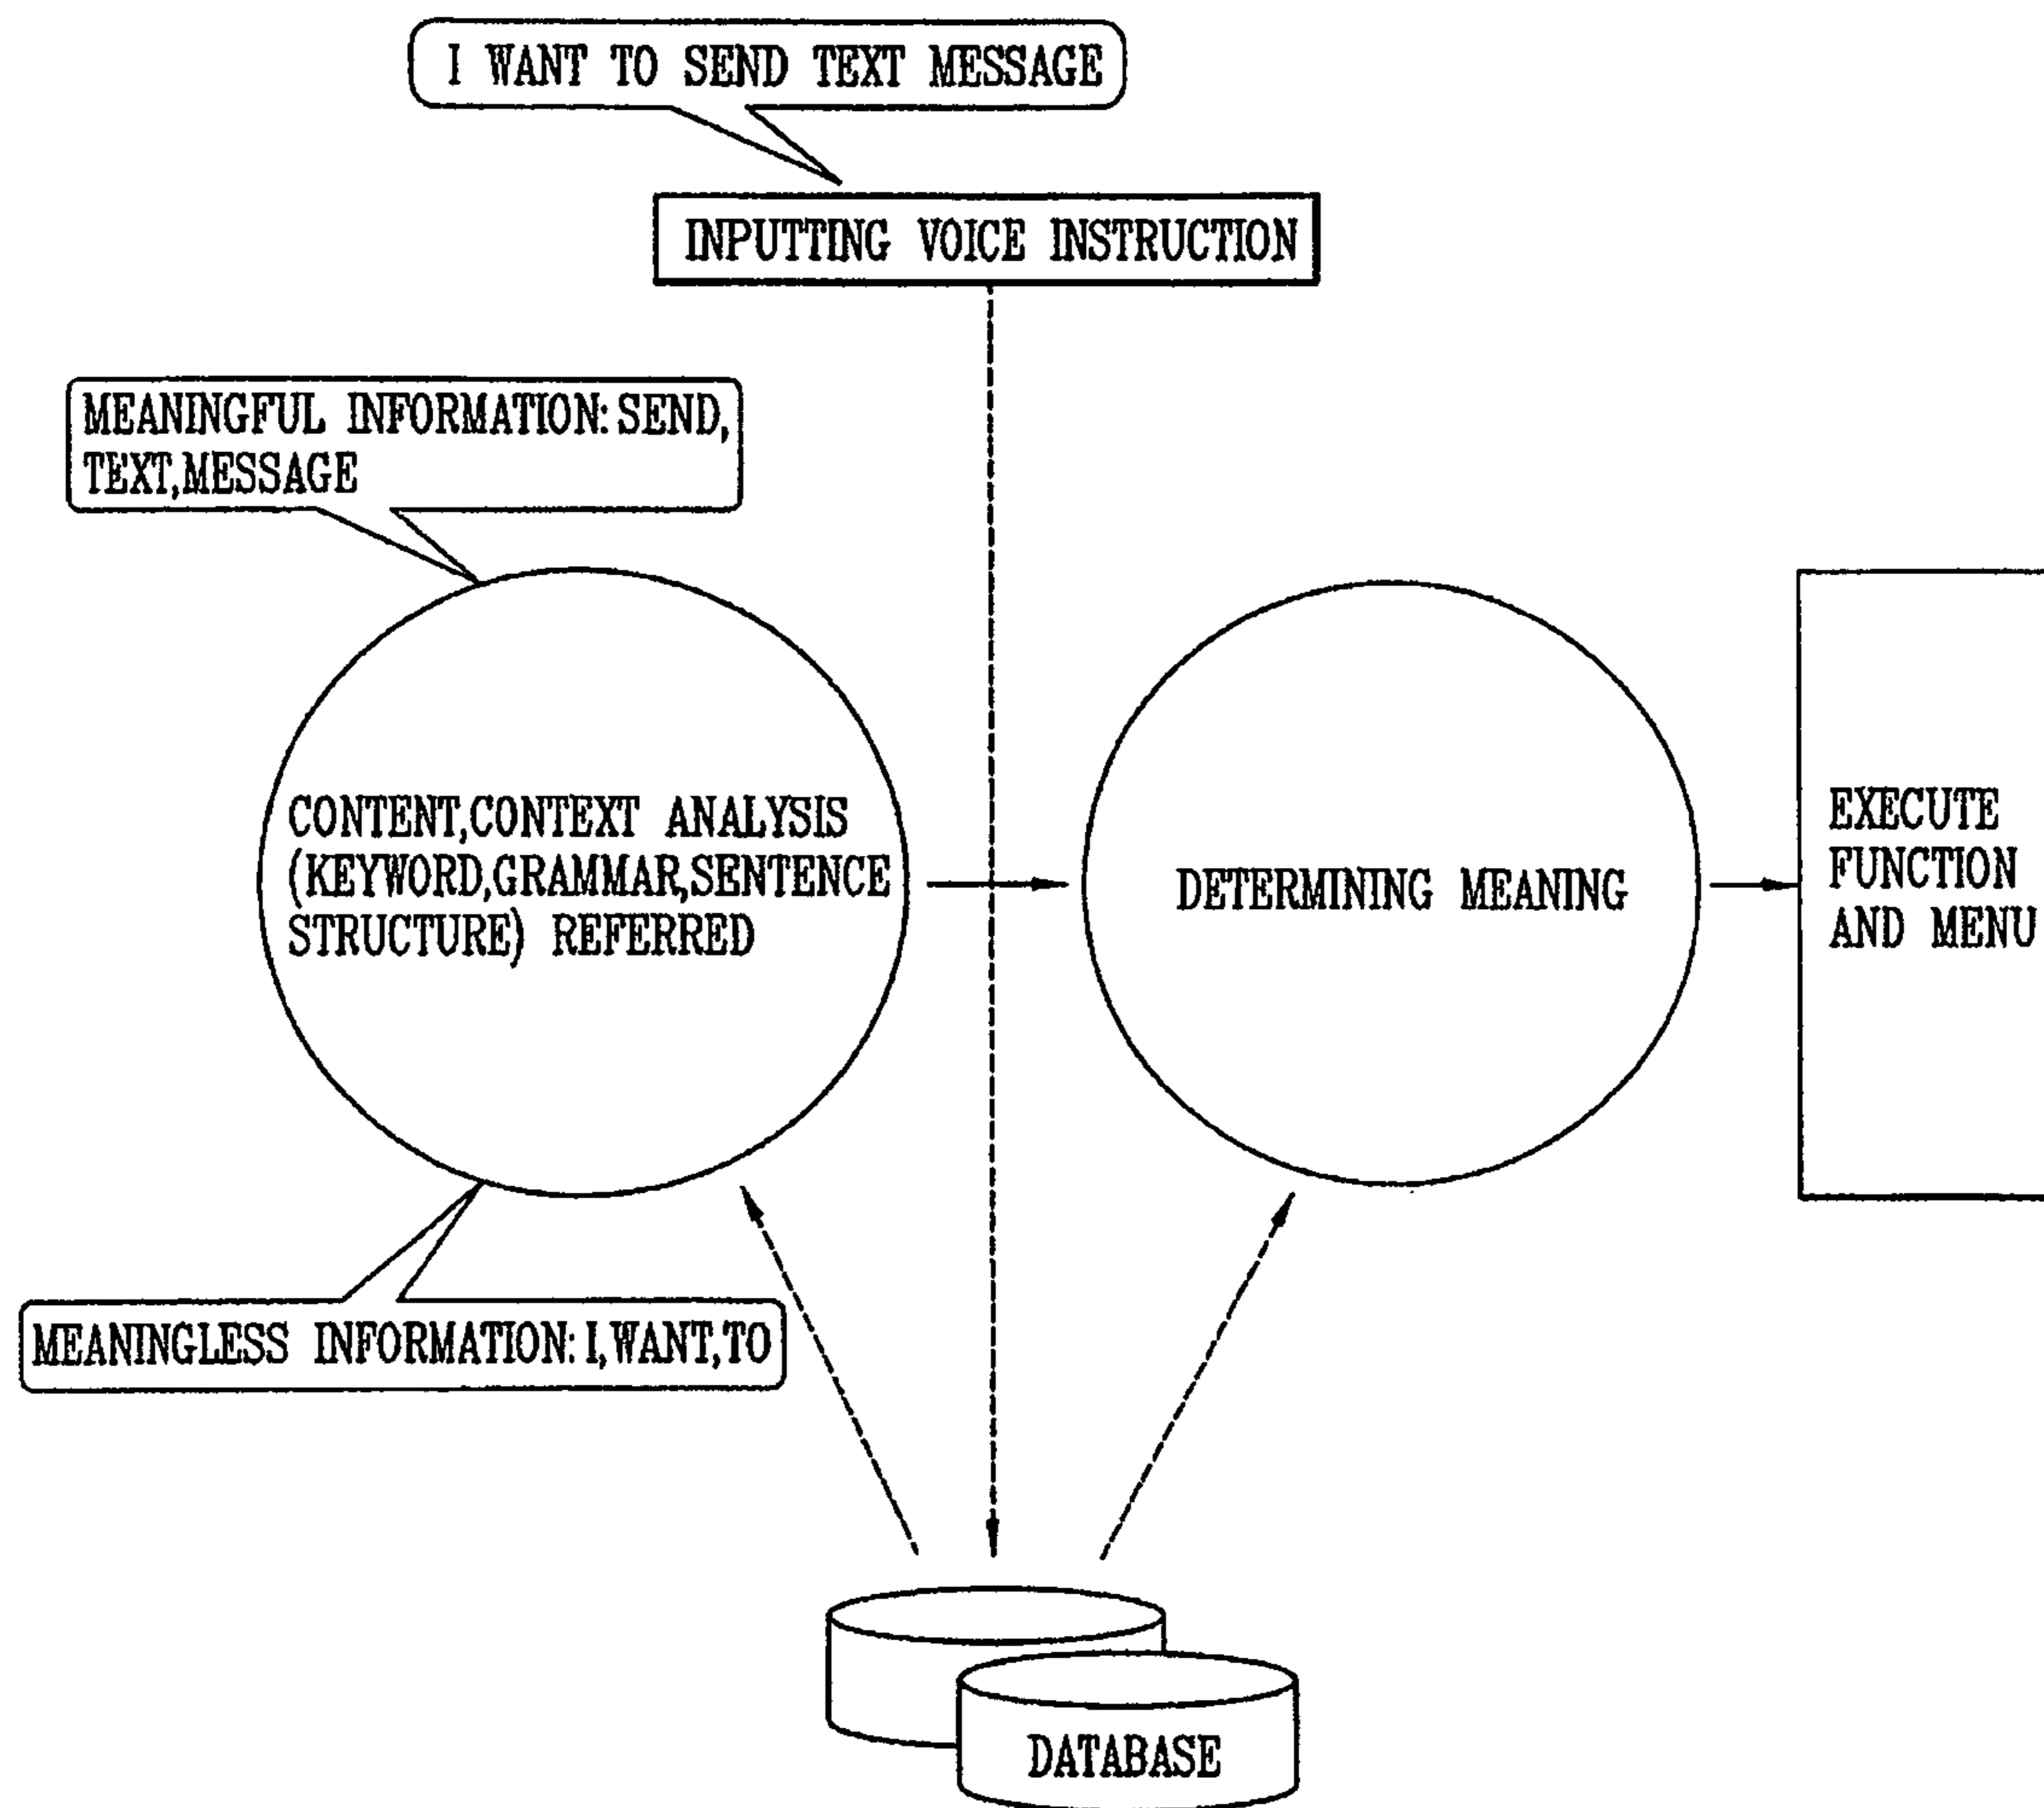 I WANT TO SEND TEXT MESSAGE
INPUTTING VOICE INSTRUCTION
MEANINGFUL INFORMATION: SEND,
TEXT,MESSAGE
CONTENT,CONTEXT ANALYSIS
(KEYWORD,GRAMMAR,SENTENCE
STRUCTURE) REFERRED
DETERMINING MEANING
EXECUTE
FUNCTION
AND MENU
MEANINGLESS INFORMATION: I,WANT,TO
DATABASE